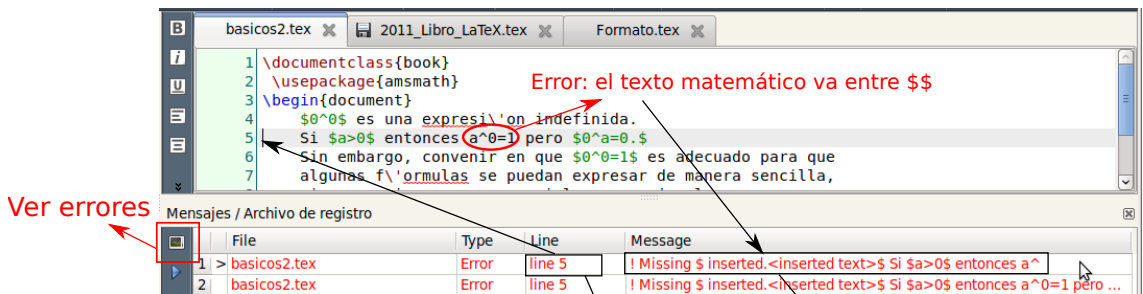 B basicos2.tex 2011_Libro_LaTeX.tex Formato.tex
i 1 \documentclass{book}
2 \usepackage{amsmath} Error: el texto matemático va entre $$
U 3 \begin{document}
4 $0^0$ es una expresi\'on indefinida.
5 Si $a>0$ entonces a^0=1 pero $0^a=0.$
6 Sin embargo, convenir en que $0^0=1$ es adecuado para que
7 algunas f\'ormulas se puedan expresar de manera sencilla,
Ver errores Mensajes / Archivo de registro
File Type Line Message
1 > basicos2.tex Error line 5 ! Missing $ inserted.<inserted text>$ Si $a>0$ entonces a^
2 basicos2.tex Error line 5 ! Missing $ inserted.<inserted text>$ Si $a>0$ entonces a^0=1 pero ...